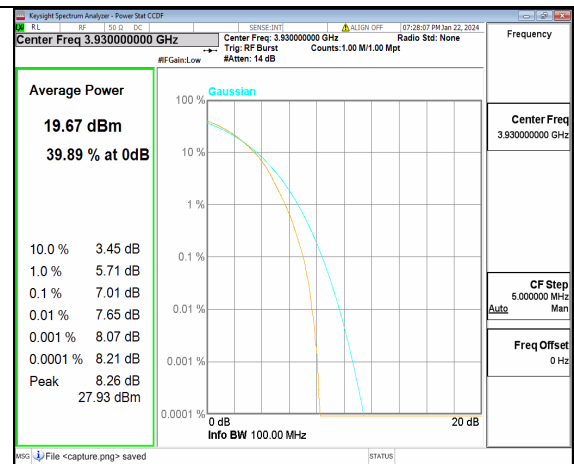 Keysight Spectrum Analyzer - Power Stat CCDF
RL RF 50 Ω DC SENSE:INT ALIGN OFF 07:28:07 PM Jan 22, 2024
Center Freq 3.930000000 GHz
Center Freq: 3.930000000 GHz Radio Std: None
Trig: RF Burst Counts:1.00 M/1.00 Mpt
#IFGain:Low #Atten: 14 dB
Frequency
Average Power
19.67 dBm
39.89 % at 0dB
10.0 % 3.45 dB
1.0 % 5.71 dB
0.1 % 7.01 dB
0.01 % 7.65 dB
0.001 % 8.07 dB
0.0001 % 8.21 dB
Peak 8.26 dB
27.93 dBm
Gaussian
100 %
10 %
1 %
0.1 %
0.01 %
0.001 %
0.0001 %
0 dB 20 dB
Info BW 100.00 MHz
Center Freq
3.930000000 GHz
CF Step
5.000000 MHz
Auto Man
Freq Offset
0 Hz
MSG File <capture.png> saved STATUS